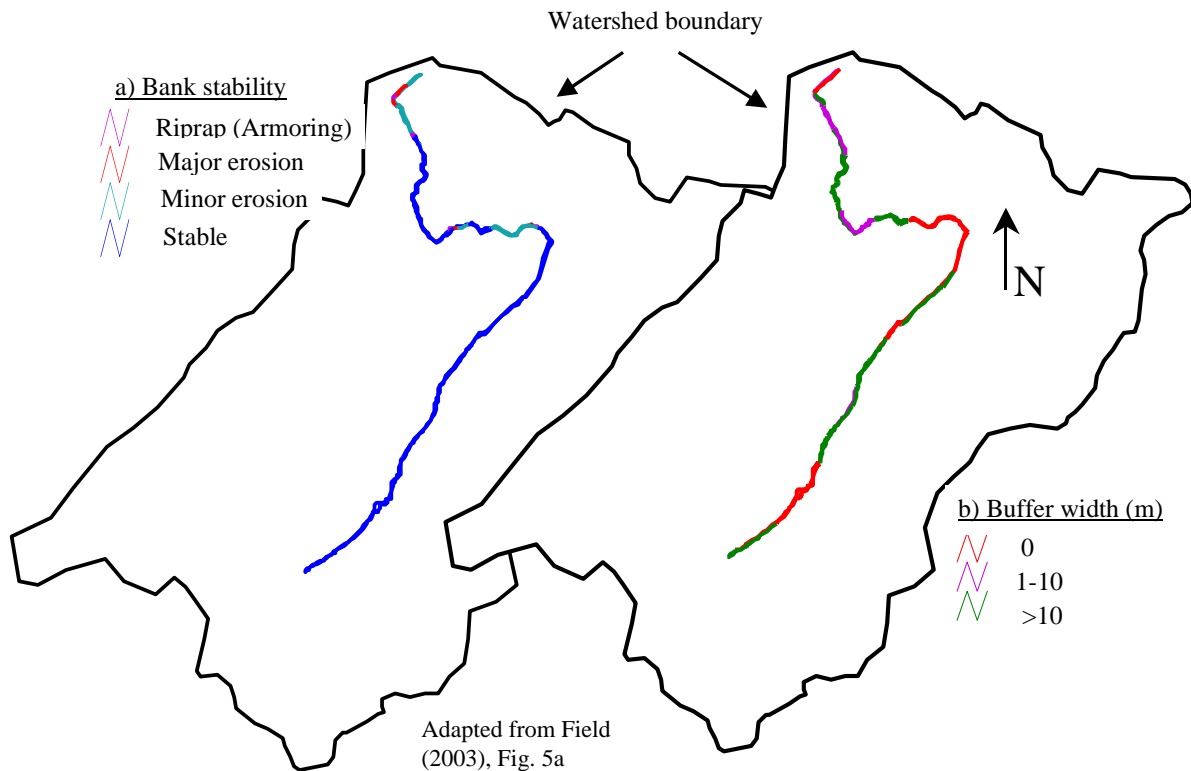 Watershed boundary
a) Bank stability
Riprap (Armoring)
Major erosion
Minor erosion
Stable
N
b) Buffer width (m)
0
1-10
>10
Adapted from Field
(2003), Fig. 5a